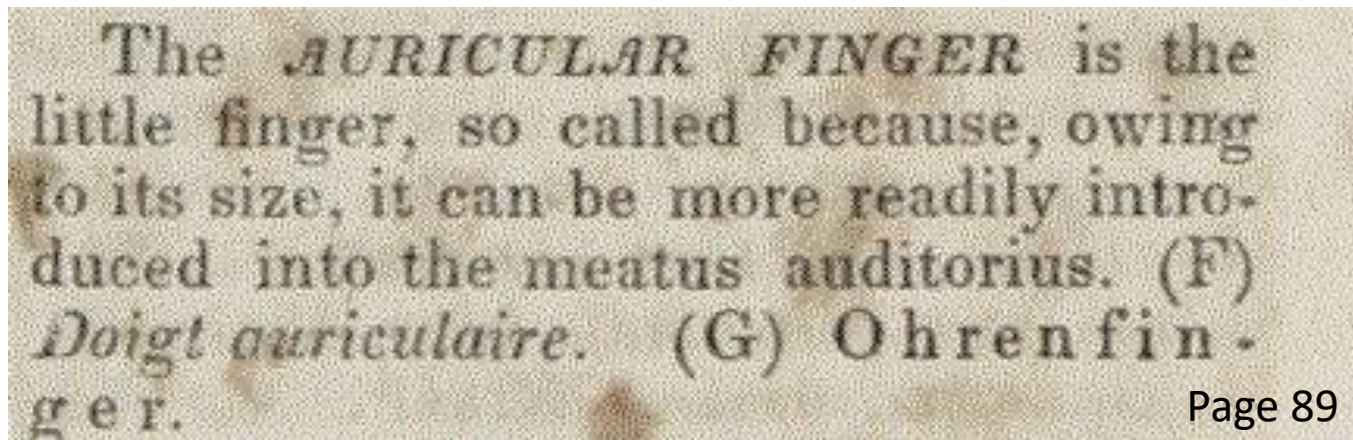 The AURICULAR FINGER is the
little finger, so called because, owing
to its size, it can be more readily intro-
duced into the meatus auditorius. (F)
Doigt auriculaire. (G) Ohrenfin-
ger.
Page 89